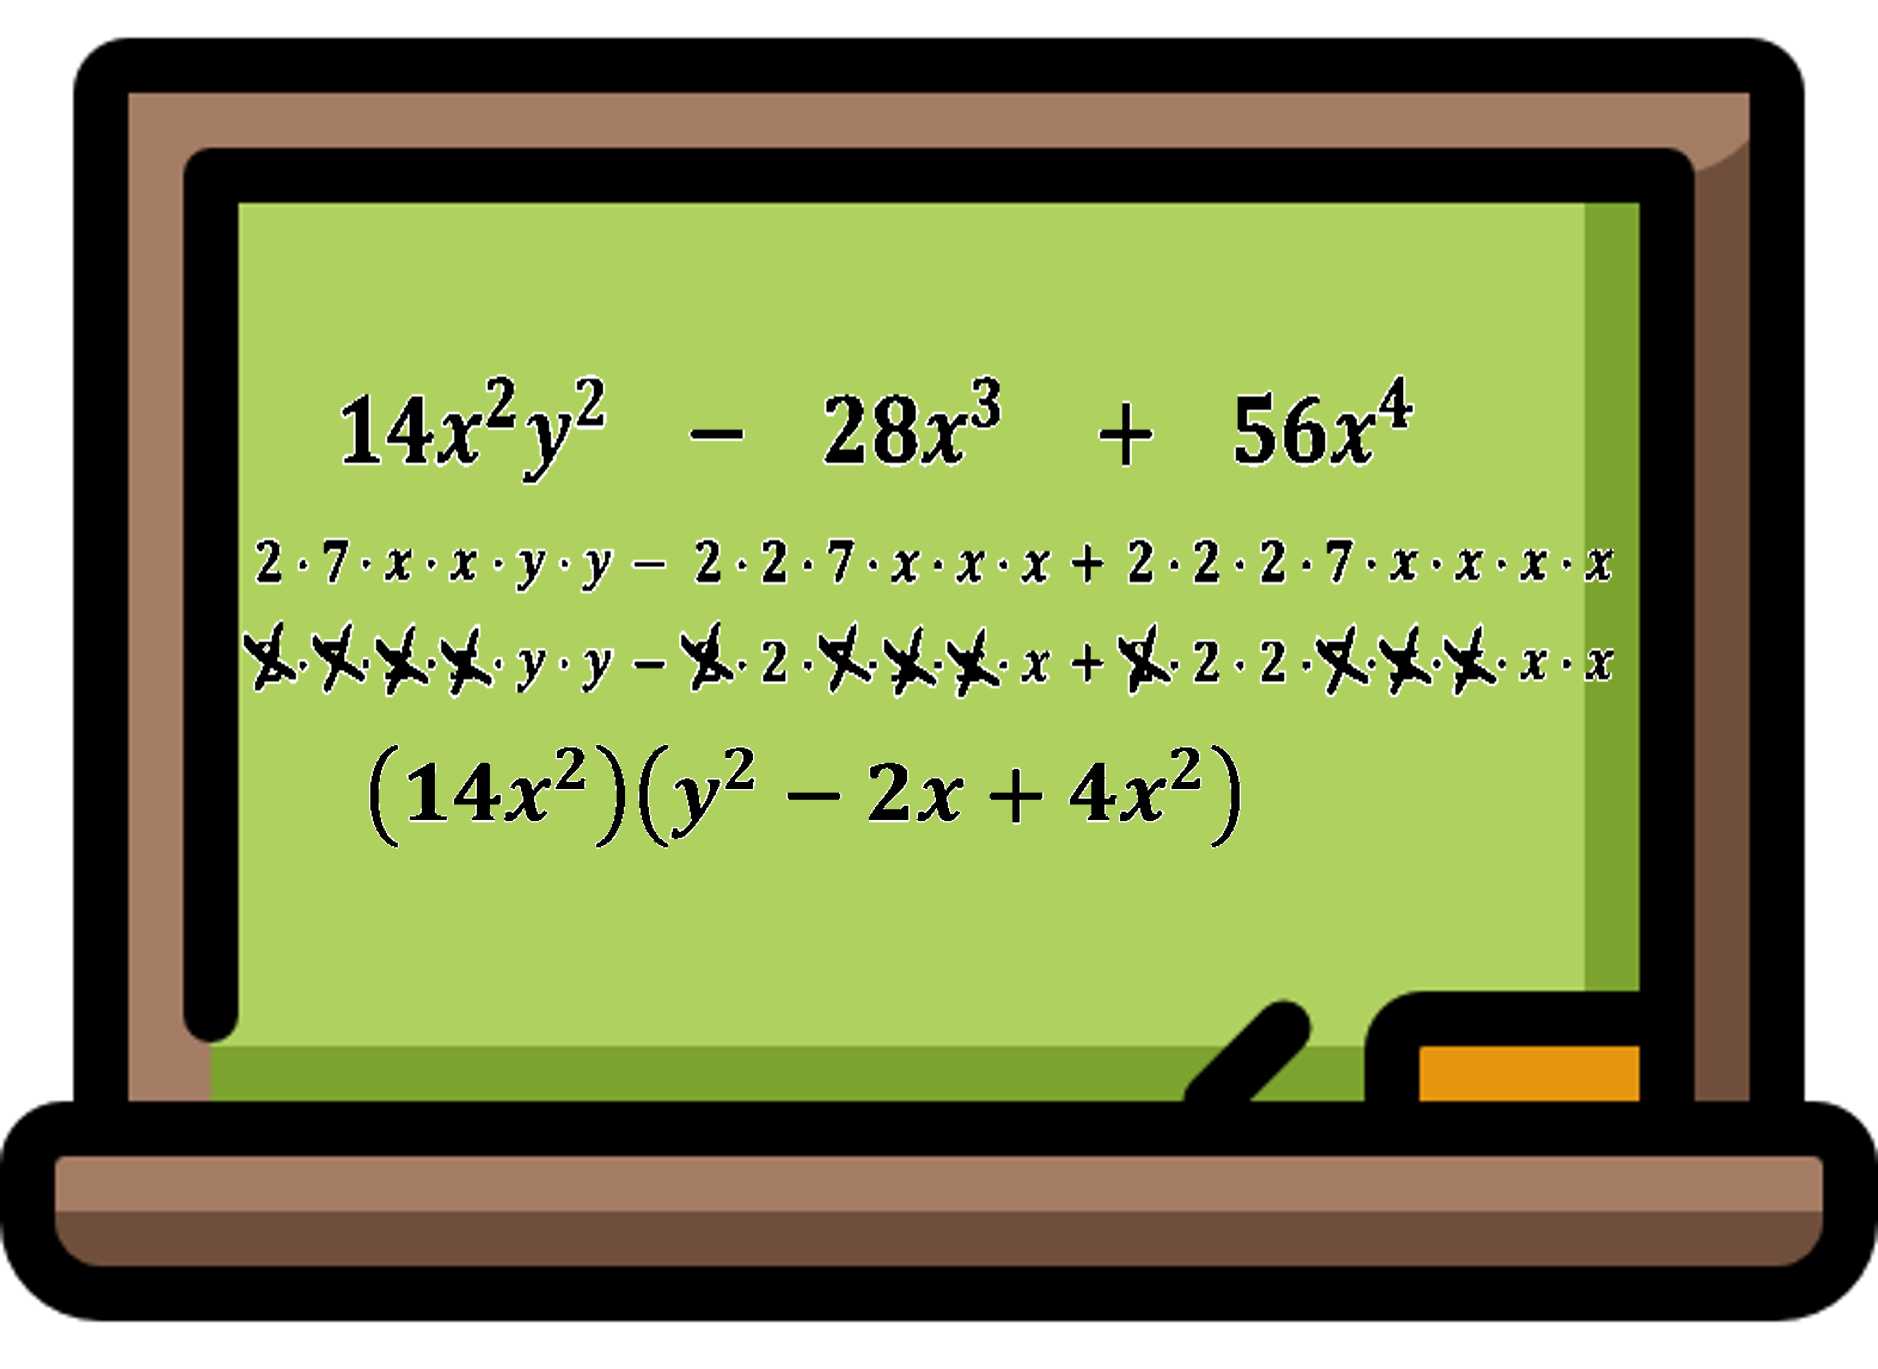 14x²y² − 28x³ + 56x⁴
2 · 7 · x · x · y · y − 2 · 2 · 7 · x · x · x + 2 · 2 · 2 · 7 · x · x · x · x
2 · 7 · x · x · y · y − 2 · 2 · 7 · x · x · x + 2 · 2 · 2 · 7 · x · x · x · x
(14x²)(y² − 2x + 4x²)